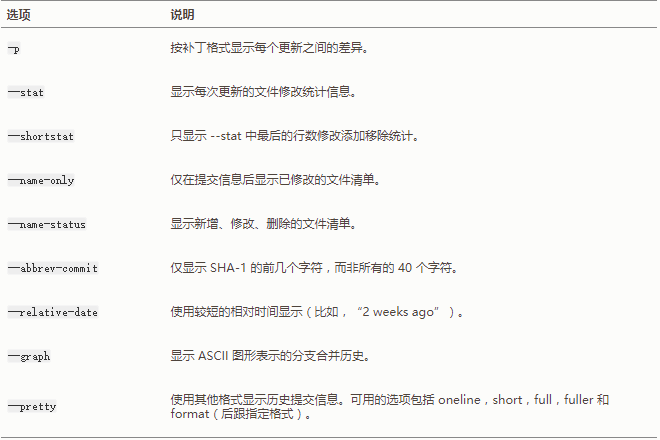 选项 说明
—p 按补丁格式显示每个更新之间的差异。
—stat 显示每次更新的文件修改统计信息。
—shortstat 只显示 --stat 中最后的行数修改添加移除统计。
—name-only 仅在提交信息后显示已修改的文件清单。
—name-status 显示新增、修改、删除的文件清单。
—abbrev-commit 仅显示 SHA-1 的前几个字符，而非所有的 40 个字符。
—relative-date 使用较短的相对时间显示（比如，“2 weeks ago”）。
—graph 显示 ASCII 图形表示的分支合并历史。
—pretty 使用其他格式显示历史提交信息。可用的选项包括 oneline，short，full，fuller 和
format（后跟指定格式）。